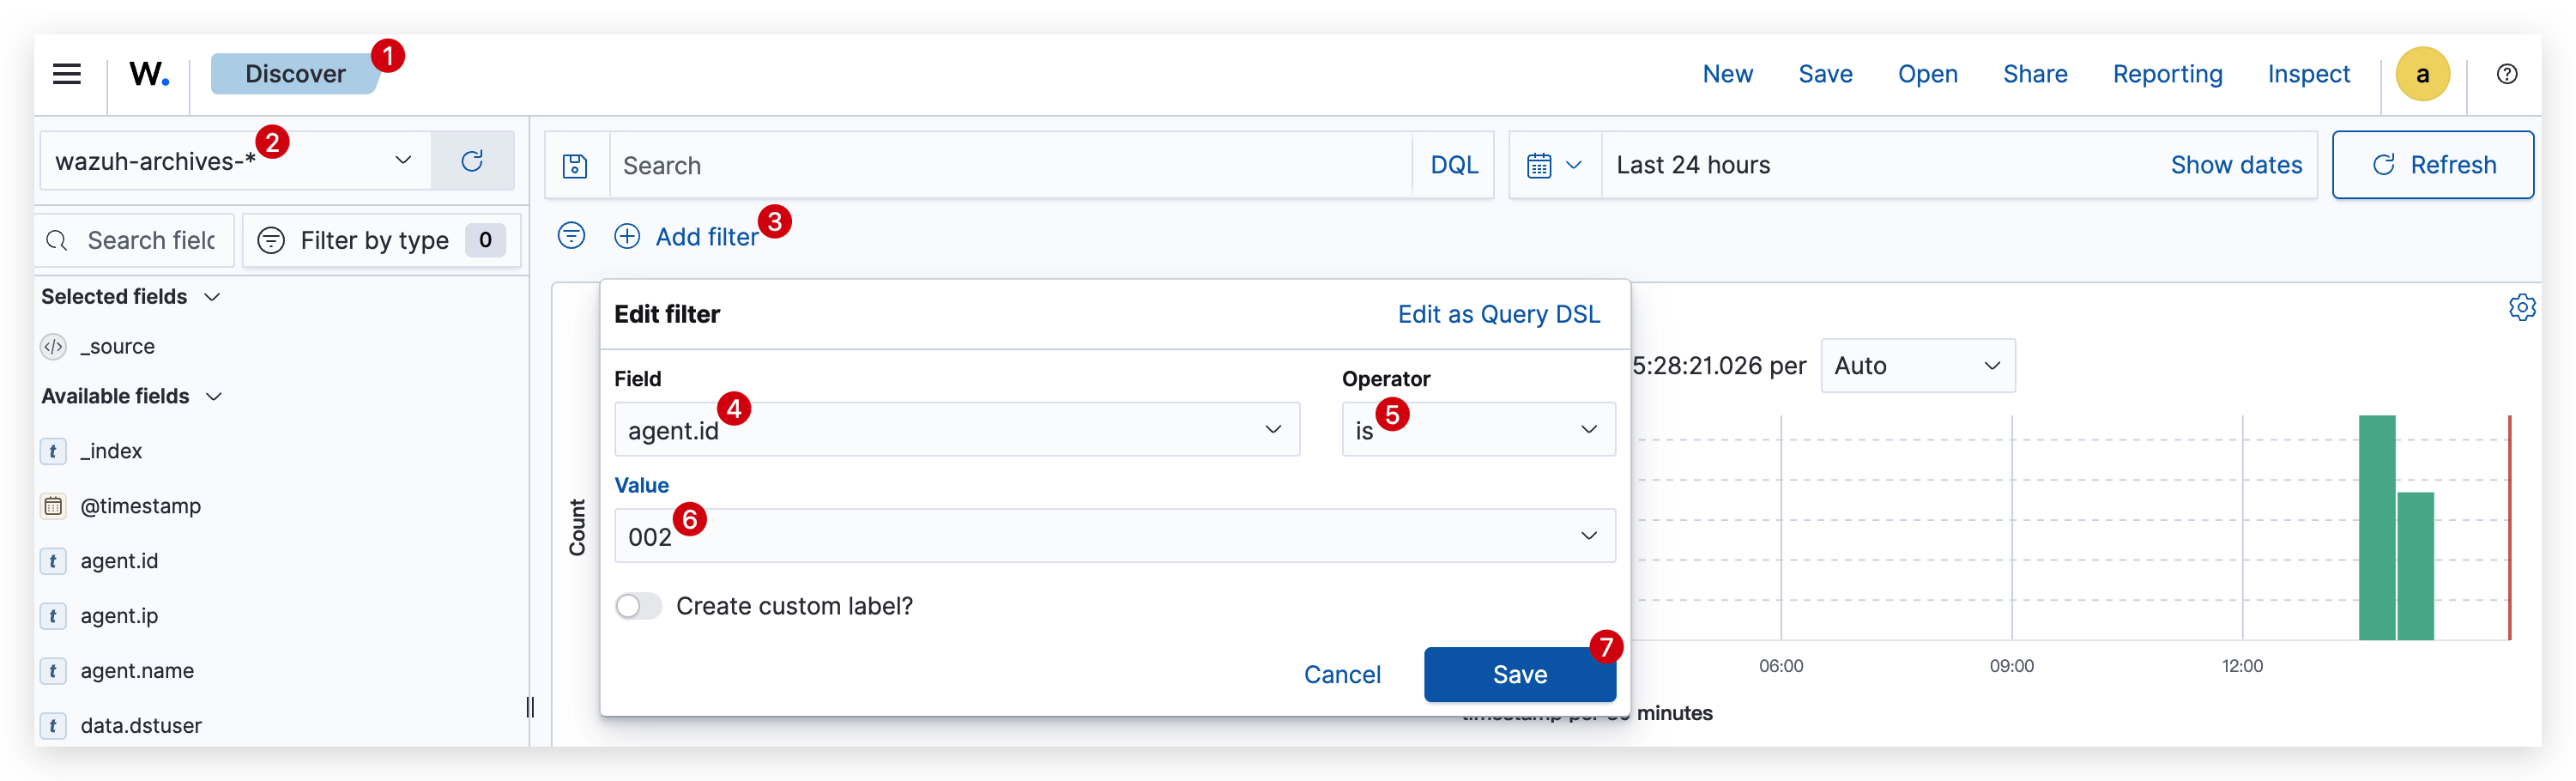 W. Discover 1 New Save Open Share Reporting Inspect a
wazuh-archives-* 2 Search DQL Last 24 hours Show dates Refresh
Search field Filter by type 0 Add filter 3
Selected fields
_source
Available fields
_index
@timestamp
agent.id
agent.ip
agent.name
data.dstuser
Edit filter Edit as Query DSL
Field Operator
agent.id 4 is 5
Value
002 6
Create custom label?
Cancel Save 7
5:28:21.026 per Auto
Count
06:00 09:00 12:00
minutes